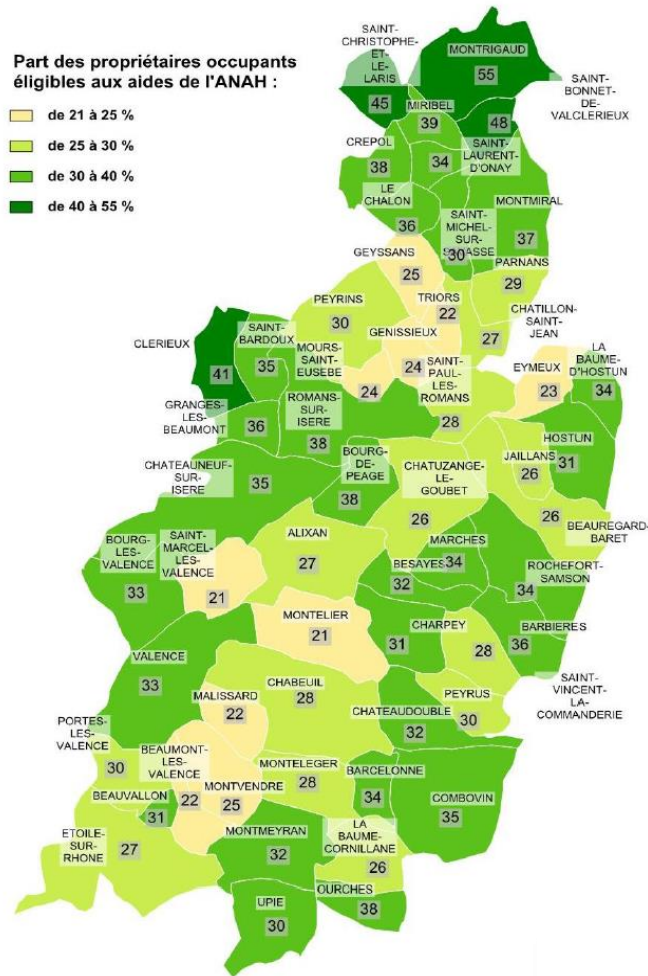 Part des propriétaires occupants
éligibles aux aides de l'ANAH :
de 21 à 25 %
de 25 à 30 %
de 30 à 40 %
de 40 à 55 %
SAINT-
CHRISTOPHE-
ET-
LE-
LARIS
45
MONTRIGAUD
55
SAINT-
BONNET-
DE-
VALCLERIEUX
48
MIRIBEL
39
CREPOL
38
SAINT-
LAURENT-
D'ONAY
34
LE
CHALON
36
MONTMIRAL
37
SAINT-
MICHEL-
SUR-
30
GEYSSANS
25
PARNANS
29
PEYRINS
30
TRIORS
22
CHATILLON-
SAINT-
JEAN
27
CLERIEUX
41
SAINT-
BARDOUX
35
GENISSIEUX
24
MOURS-
SAINT-
EUSEBE
24
SAINT-
PAUL-
LES-
ROMANS
28
EYMEUX
23
LA
BAUME-
D'HOSTUN
34
GRANGES-
LES-
BEAUMONT
36
ROMANS-
SUR-
ISERE
38
HOSTUN
31
JAILLANS
26
CHATEAUNEUF-
SUR-
ISERE
35
BOURG-
DE-
PEAGE
38
CHATUZANGE-
LE-
GOUBET
26
BEAUREGARD-
BARET
26
BOURG-
LES-
VALENCE
33
SAINT-
MARCEL-
LES-
VALENCE
21
ALIXAN
27
BESAYES
32
MARCHES
34
ROCHEFORT-
SAMSON
34
MONTELIER
21
CHARPEY
31
BARBIERES
36
28
SAINT-
VINCENT-
LA-
COMMANDERIE
VALENCE
33
CHABEUIL
28
MALISSARD
22
PEYRUS
30
CHATEAUDOUBLE
32
PORTES-
LES-
VALENCE
30
BEAUMONT-
LES-
VALENCE
22
MONTELEGER
28
BARCELONNE
34
COMBOVIN
35
MONTVENDRE
25
BEAUVALLON
31
ETOILE-
SUR-
RHONE
27
MONTMEYRAN
32
LA
BAUME-
CORNILLANE
26
UPIE
30
OURCHES
38